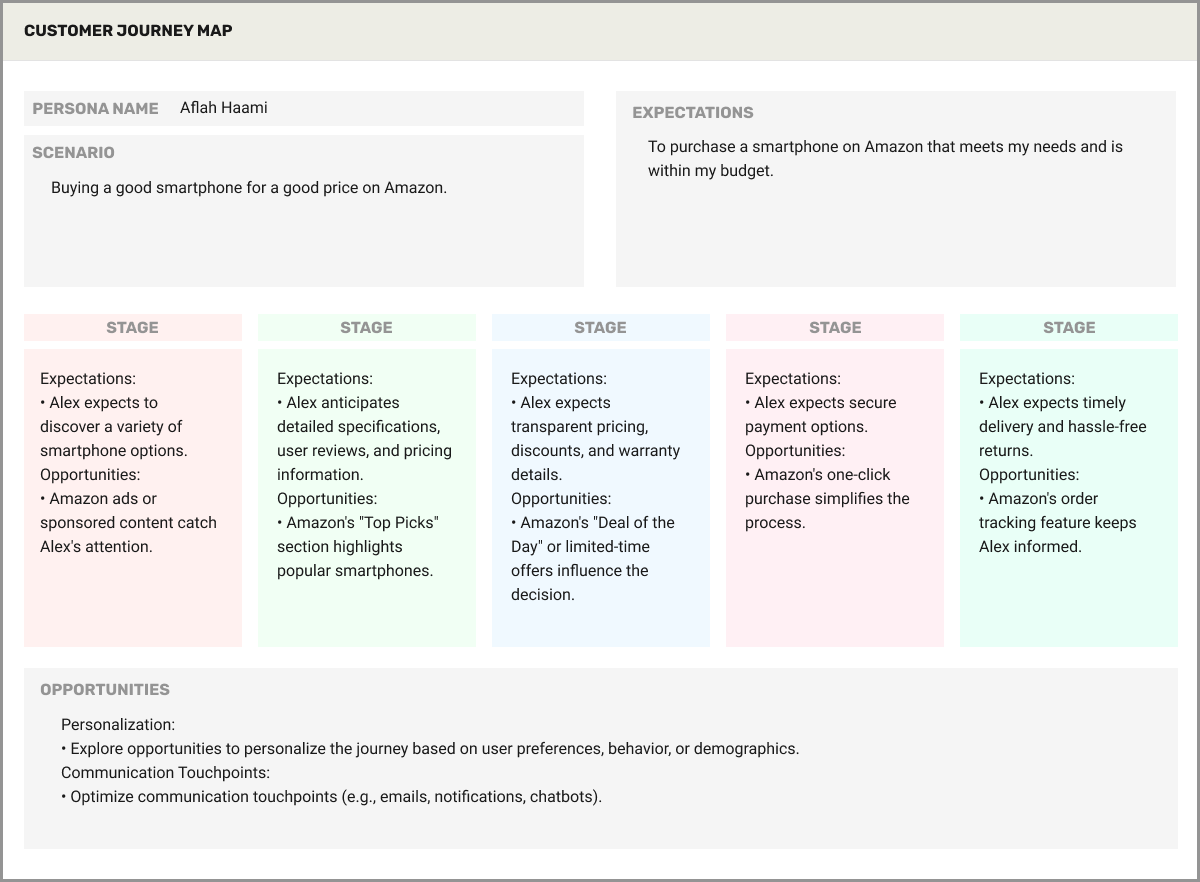 CUSTOMER JOURNEY MAP
PERSONA NAME Aflah Haami
SCENARIO
Buying a good smartphone for a good price on Amazon.
EXPECTATIONS
To purchase a smartphone on Amazon that meets my needs and is
within my budget.
STAGE
Expectations:
• Alex expects to
discover a variety of
smartphone options.
Opportunities:
• Amazon ads or
sponsored content catch
Alex's attention.
STAGE
Expectations:
• Alex anticipates
detailed specifications,
user reviews, and pricing
information.
Opportunities:
• Amazon's "Top Picks"
section highlights
popular smartphones.
STAGE
Expectations:
• Alex expects
transparent pricing,
discounts, and warranty
details.
Opportunities:
• Amazon's "Deal of the
Day" or limited-time
offers influence the
decision.
STAGE
Expectations:
• Alex expects secure
payment options.
Opportunities:
• Amazon's one-click
purchase simplifies the
process.
STAGE
Expectations:
• Alex expects timely
delivery and hassle-free
returns.
Opportunities:
• Amazon's order
tracking feature keeps
Alex informed.
OPPORTUNITIES
Personalization:
• Explore opportunities to personalize the journey based on user preferences, behavior, or demographics.
Communication Touchpoints:
• Optimize communication touchpoints (e.g., emails, notifications, chatbots).